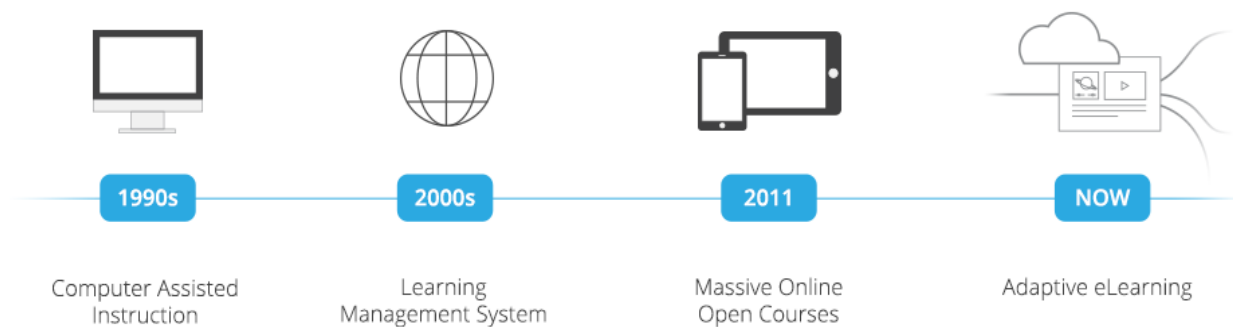 1990s
2000s
2011
NOW
Computer Assisted
Instruction
Learning
Management System
Massive Online
Open Courses
Adaptive eLearning